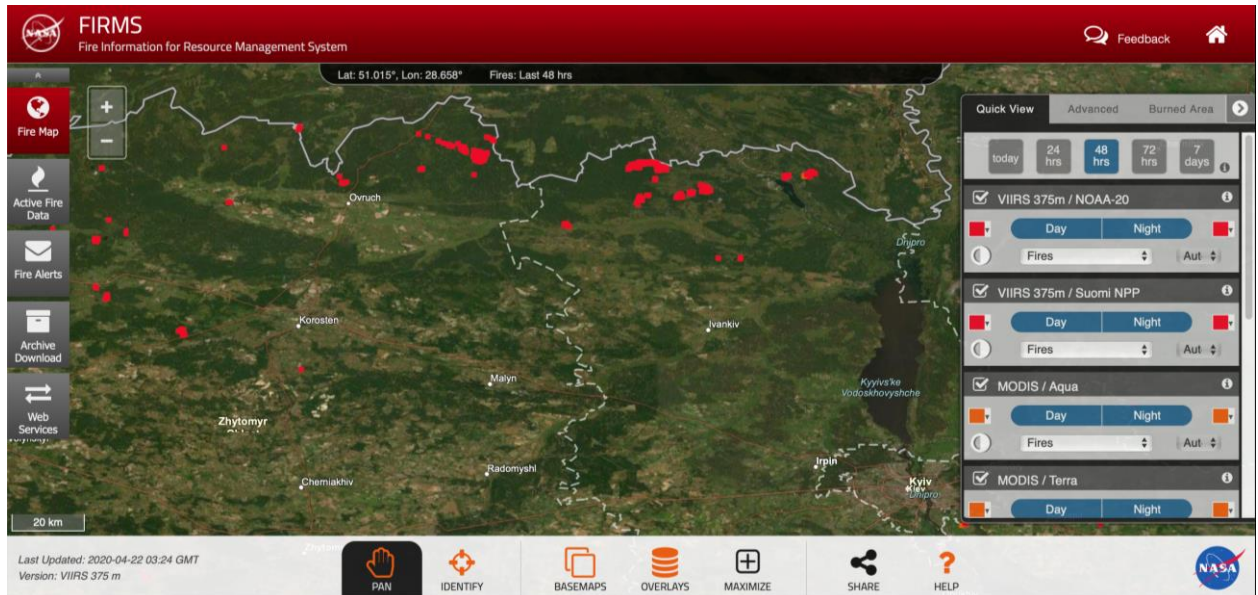 NASA
FIRMS
Fire Information for Resource Management System
Feedback
Lat: 51.015°, Lon: 28.658°
Fires: Last 48 hrs
Fire Map
Active Fire
Data
Fire Alerts
Archive
Download
Web
Services
+
−
Ovruch
Korosten
Malyn
Zhytomyr
Radomyshl
Cherniakhiv
Ivankiv
Dnipro
Kyyivs'ke
Vodoskhovyshche
Irpin
Kyiv
Kiev
Dnipro
20 km
Quick View
Advanced
Burned Area
today
24
hrs
48
hrs
72
hrs
7
days
VIIRS 375m / NOAA-20
Day
Night
Fires
Aut
VIIRS 375m / Suomi NPP
Day
Night
Fires
Aut
MODIS / Aqua
Day
Night
Fires
Aut
MODIS / Terra
Day
Night
Last Updated: 2020-04-22 03:24 GMT
Version: VIIRS 375 m
PAN
IDENTIFY
BASEMAPS
OVERLAYS
MAXIMIZE
SHARE
HELP
NASA